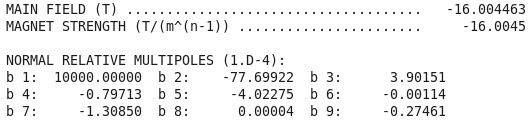 MAIN FIELD (T) ................................... -16.004463
MAGNET STRENGTH (T/(m^(n-1)) ...................... -16.0045
NORMAL RELATIVE MULTIPOLES (1.D-4):
b 1: 10000.00000 b 2: -77.69922 b 3: 3.90151
b 4: -0.79713 b 5: -4.02275 b 6: -0.00114
b 7: -1.30850 b 8: 0.00004 b 9: -0.27461